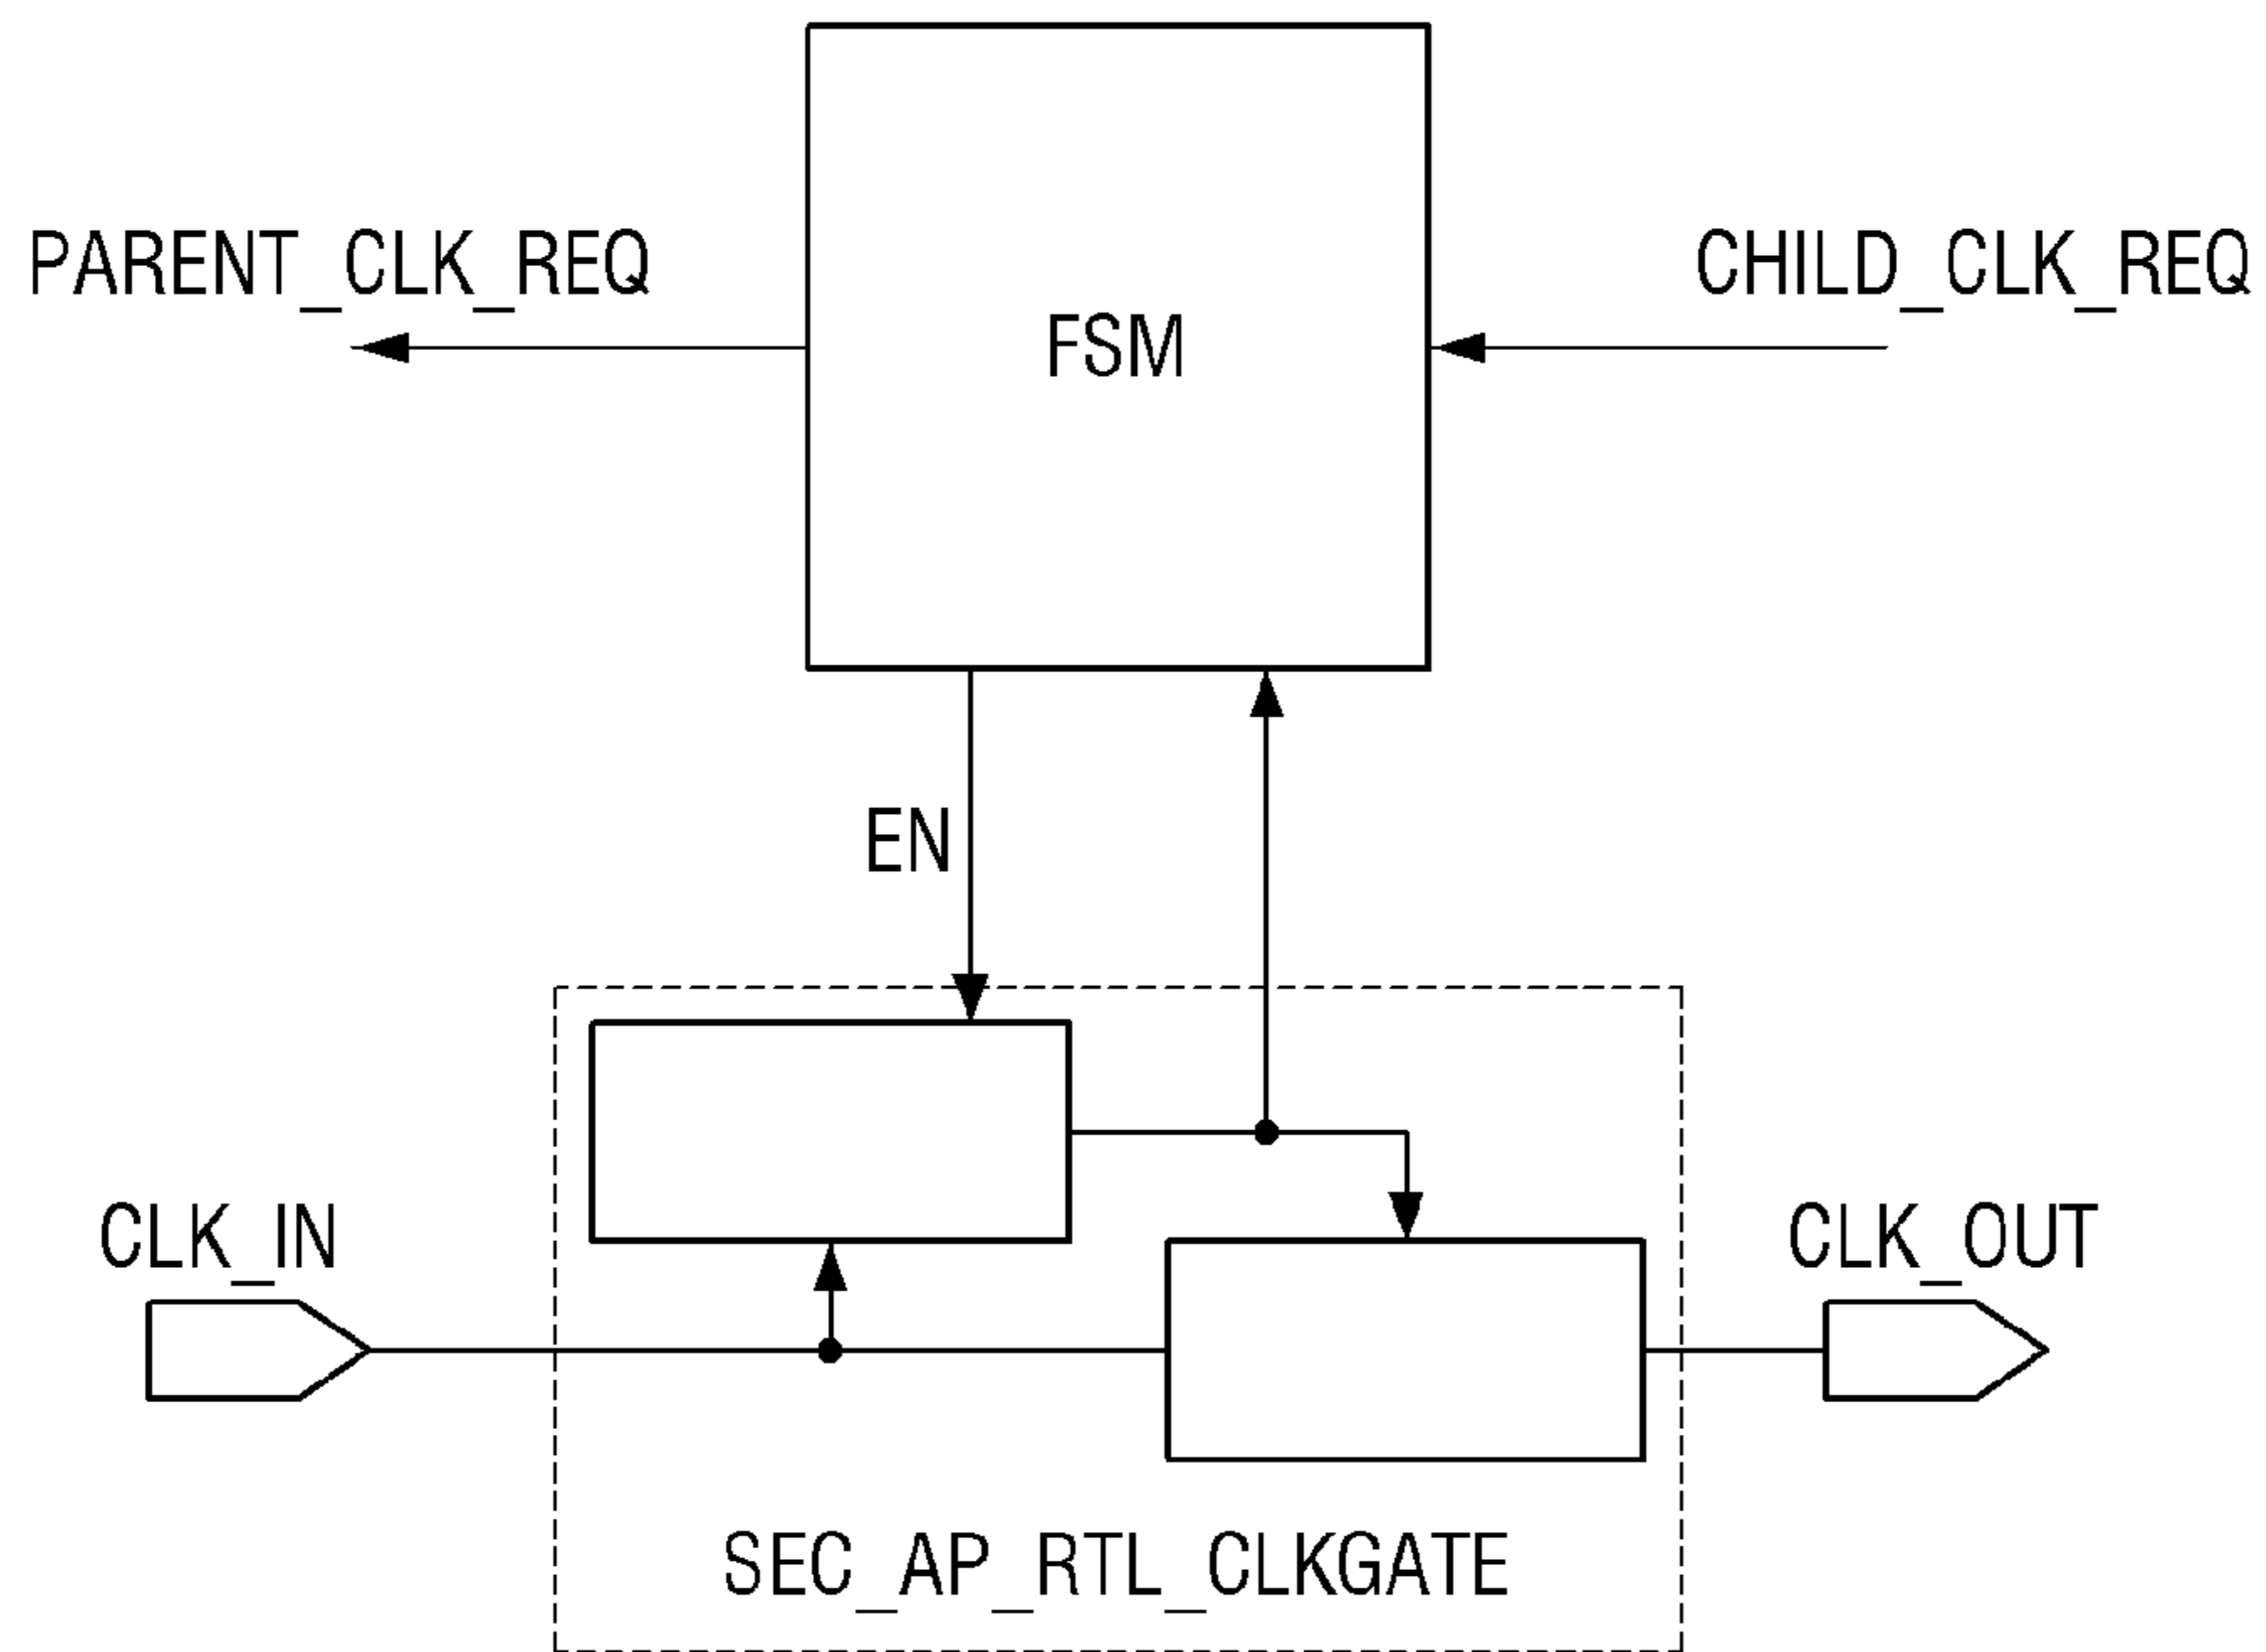 PARENT_CLK_REQ
FSM
CHILD_CLK_REQ
EN
CLK_IN
CLK_OUT
SEC_AP_RTL_CLKGATE